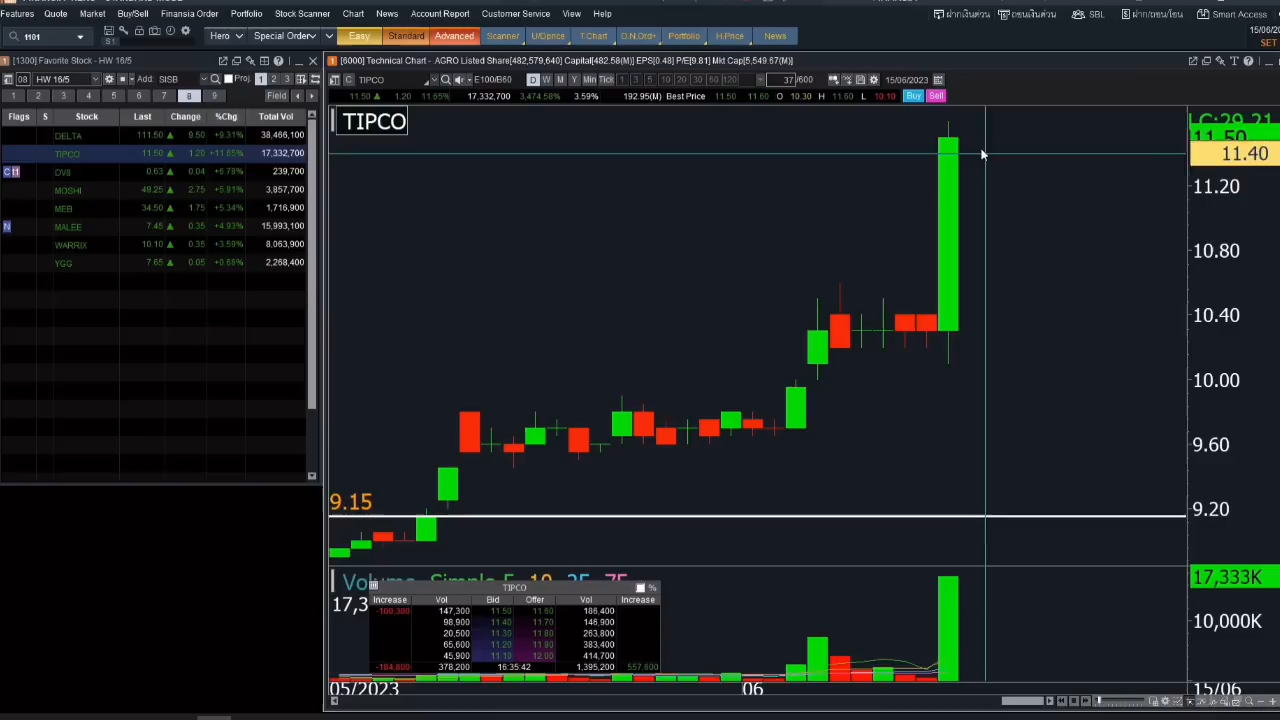 Features Quote Market Buy/Sell Finansia Order Portfolio Stock Scanner Chart News Account Report Customer Service View Help
ฝากเงินด่วน ถอนเงินด่วน SBL ฝาก/ถอน/โอน Smart Access 15/06/20
1101 S1 Hero Special Order Easy Standard Advanced Scanner U/Dprice T.Chart O.N.Ord+ Portfolio H.Price News SET
[1300] Favorite Stock - HW 16/5
[6000] Technical Chart - AGRO Listed Share[482,579,640] Capital[482.58(M)] EPS[0.48] P/E[9.81] Mkt Cap[5,549.67(M)]
08 HW 16/5 Add: SISB Proj 1 2 3
C TIPCO E100/B60 D W M Y Min Tick 1 3 5 10 20 30 60 120 37 /600 15/06/2023
1 2 3 4 5 6 7 8 9 Field
11.50 ▲ 1.20 11.65% 17,332,700 3,474.58% 3.59% 192.95(M) Best Price 11.50 11.60 O 10.30 H 11.60 L 10.10 Buy Sell
Flags S Stock Last Change %Chg Total Vol
DELTA 111.50 ▲ 9.50 +9.31% 38,466,100
TIPCO 11.50 ▲ 1.20 +11.65% 17,332,700
C H DV8 0.63 ▲ 0.04 +6.78% 239,700
MOSHI 49.25 ▲ 2.75 +5.91% 3,857,700
MEB 34.50 ▲ 1.75 +5.34% 1,716,900
N MALEE 7.45 ▲ 0.35 +4.93% 15,993,100
WARRIX 10.10 ▲ 0.35 +3.59% 8,063,900
YGG 7.65 ▲ 0.05 +0.66% 2,268,400
TIPCO
LC:29.21
11.50
11.40
11.20
10.80
10.40
10.00
9.60
9.15
9.20
Volume Simple 5 10 25 75
17,333K
17,3
10,000K
TIPCO %
Increase Vol Bid Offer Vol Increase
-100,300 147,300 11.50 11.60 186,400
98,900 11.40 11.70 146,900
20,500 11.30 11.80 263,800
65,600 11.20 11.90 383,400
45,900 11.10 12.00 414,700
-184,800 378,200 16:35:42 1,395,200 557,600
05/2023 06 15/06